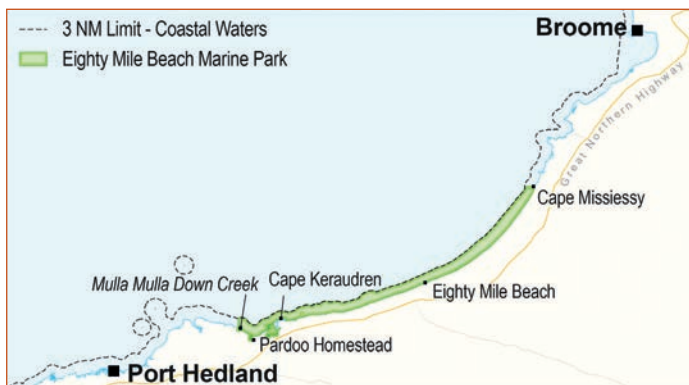 3 NM Limit - Coastal Waters
Eighty Mile Beach Marine Park
Broome
Great Northern Highway
Cape Missiessy
Mulla Mulla Down Creek
Cape Keraudren
Eighty Mile Beach
Pardoo Homestead
Port Hedland